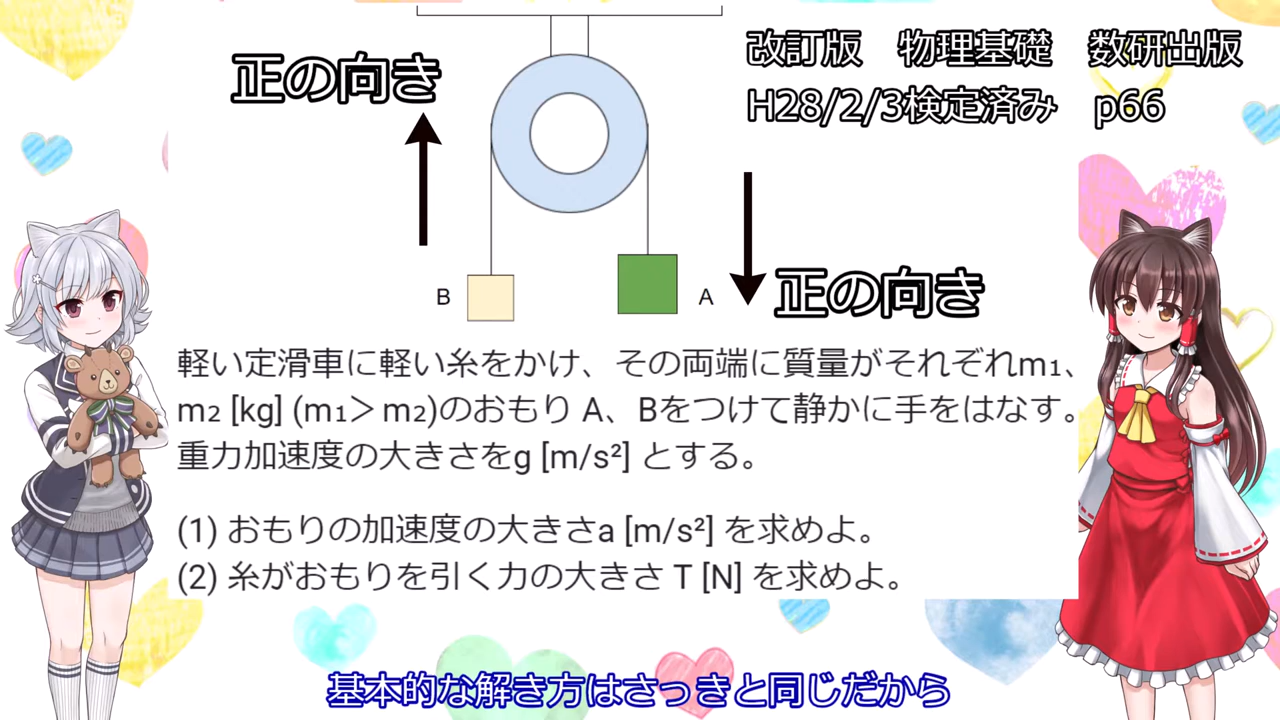 改訂版 物理基礎 数研出版
H28/2/3検定済み p66
正の向き
正の向き
B
A
軽い定滑車に軽い糸をかけ、その両端に質量がそれぞれm₁、
m₂ [kg] (m₁＞m₂)のおもり A、Bをつけて静かに手をはなす。
重力加速度の大きさをg [m/s²] とする。
(1) おもりの加速度の大きさa [m/s²] を求めよ。
(2) 糸がおもりを引く力の大きさ T [N] を求めよ。
基本的な解き方はさっきと同じだから